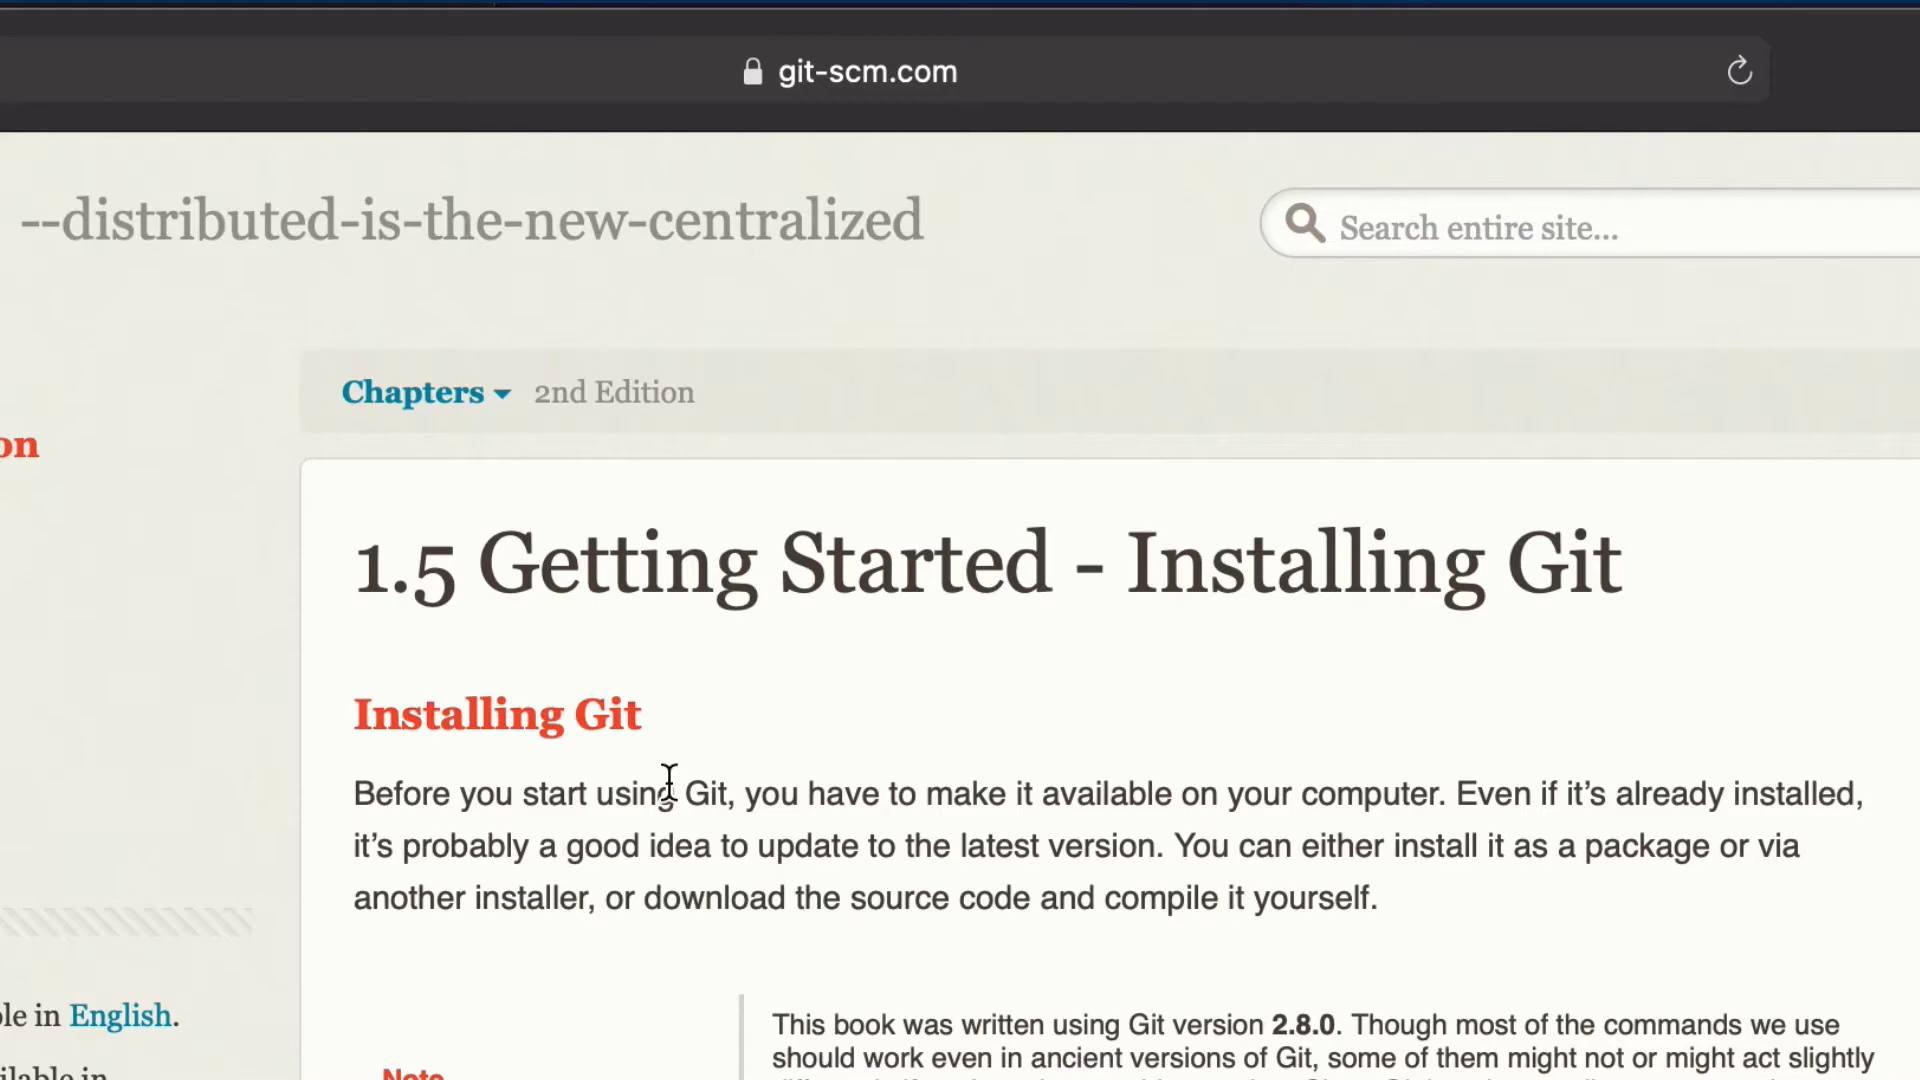 git-scm.com
--distributed-is-the-new-centralized
Search entire site...
Chapters 2nd Edition
on
1.5 Getting Started - Installing Git
Installing Git
Before you start using Git, you have to make it available on your computer. Even if it’s already installed,
it’s probably a good idea to update to the latest version. You can either install it as a package or via
another installer, or download the source code and compile it yourself.
le in English.
This book was written using Git version 2.8.0. Though most of the commands we use
should work even in ancient versions of Git, some of them might not or might act slightly
Note
ilable in